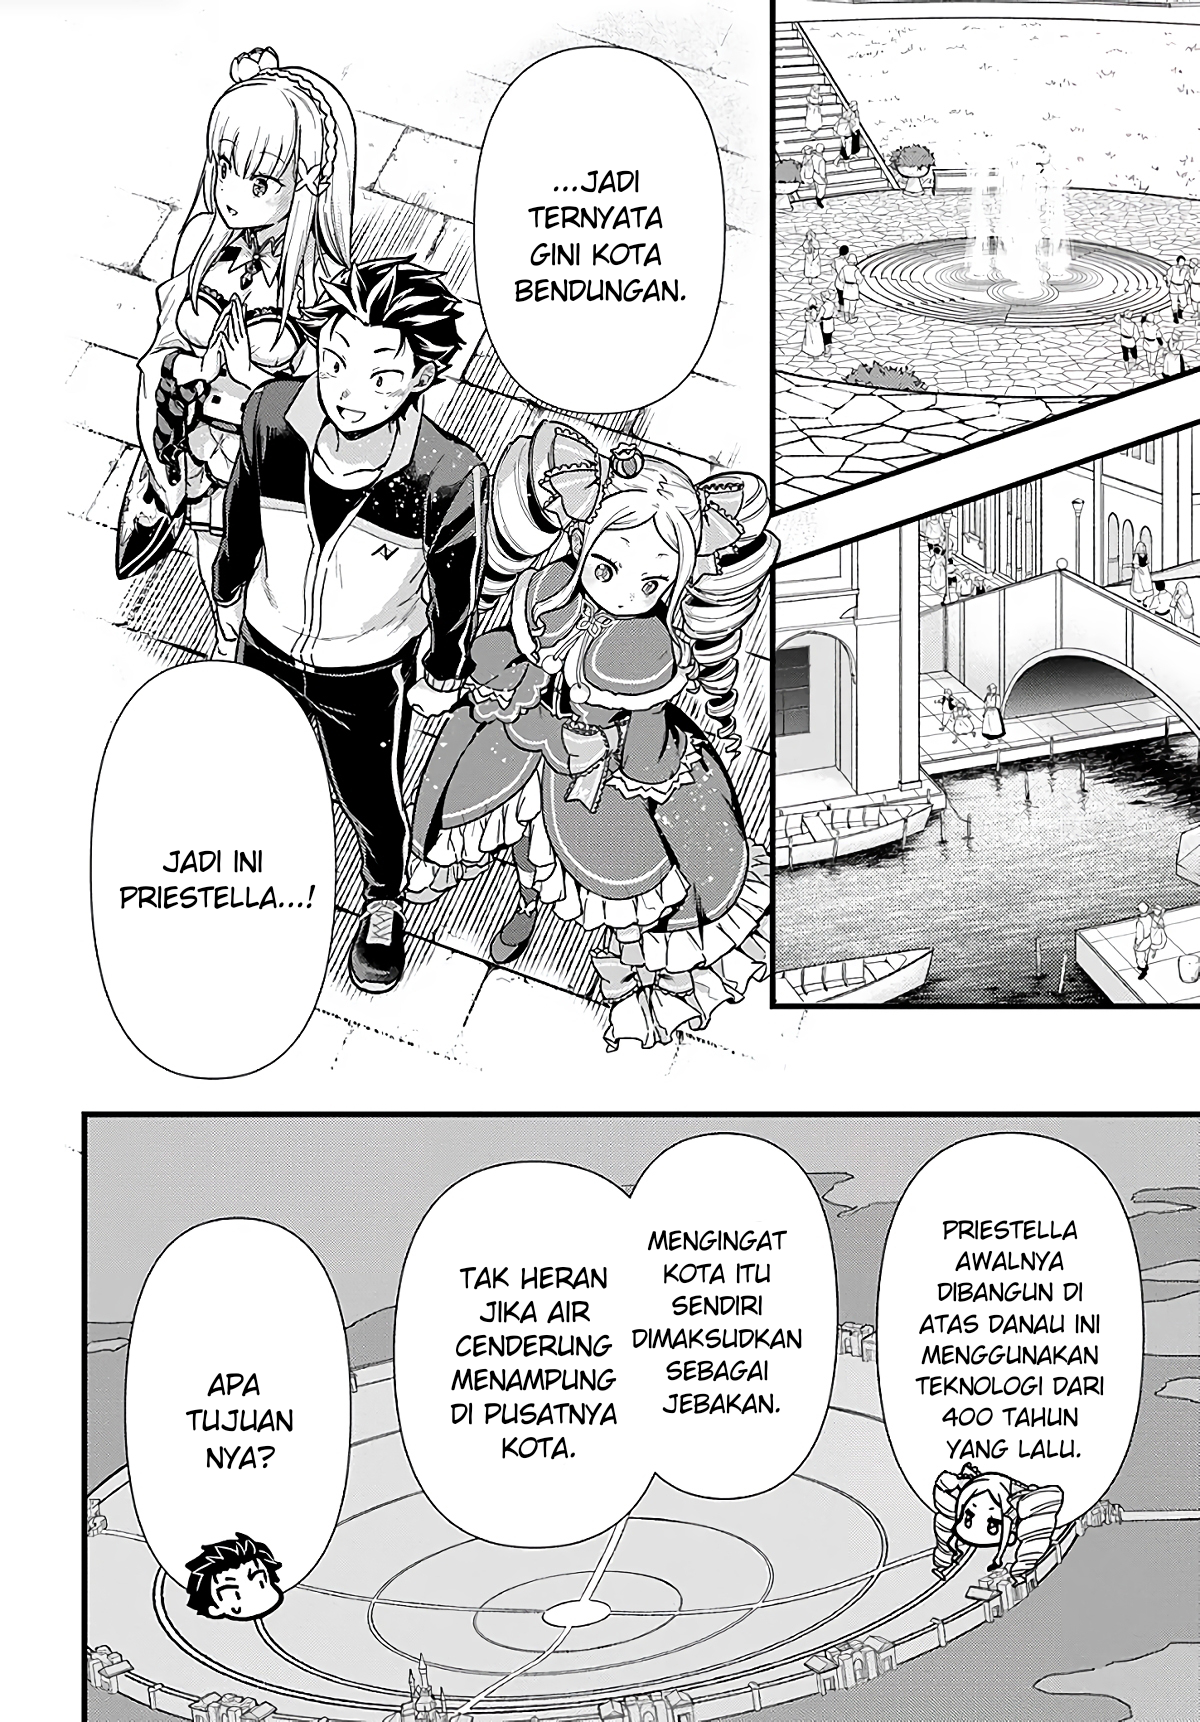 ...JADI
TERNYATA
GINI KOTA
BENDUNGAN.
JADI INI
PRIESTELLA...!
PRIESTELLA
AWALNYA
DIBANGUN DI
ATAS DANAU INI
MENGGUNAKAN
TEKNOLOGI DARI
400 TAHUN
YANG LALU.
MENGINGAT
KOTA ITU
SENDIRI
DIMAKSUDKAN
SEBAGAI
JEBAKAN.
TAK HERAN
JIKA AIR
CENDERUNG
MENAMPUNG
DI PUSATNYA
KOTA.
APA
TUJUAN
NYA?